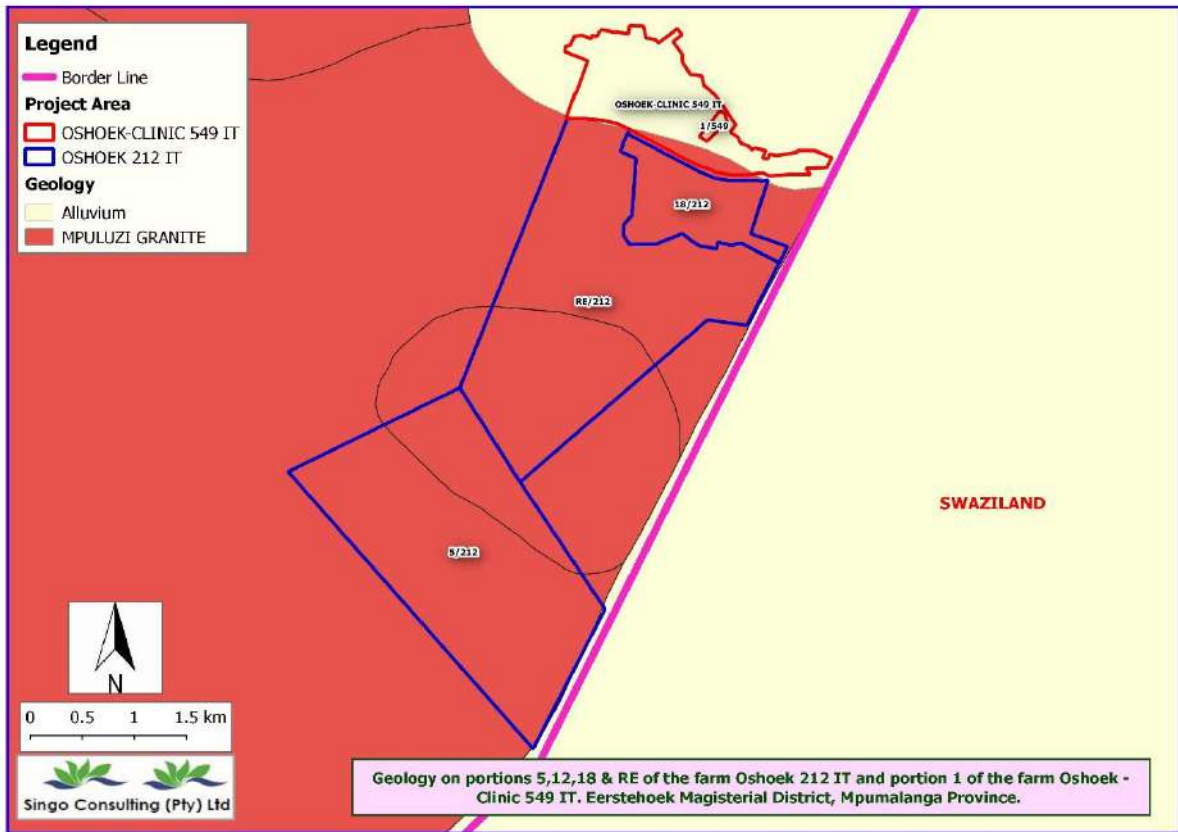 Legend
Border Line
Project Area
OSHOEK-CLINIC 549 IT
OSHOEK 212 IT
Geology
Alluvium
MPULUZI GRANITE
OSHOEK-CLINIC 549 IT
1/549
18/212
RE/212
5/212
SWAZILAND
N
0 0.5 1 1.5 km
Singo Consulting (Pty) Ltd
Geology on portions 5,12,18 & RE of the farm Oshoek 212 IT and portion 1 of the farm Oshoek -
Clinic 549 IT. Eerstehoek Magisterial District, Mpumalanga Province.